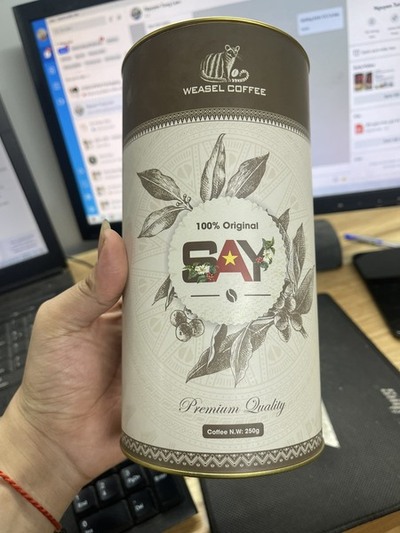 WEASEL COFFEE
100% Original
SAY
Premium Quality
Coffee N.W: 250g